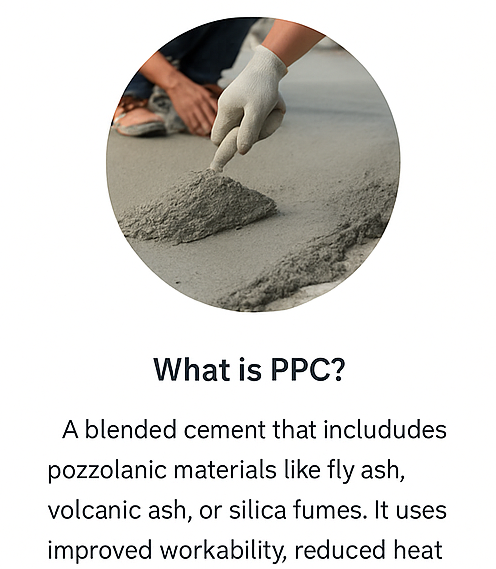 What is PPC?
A blended cement that includudes
pozzolanic materials like fly ash,
volcanic ash, or silica fumes. It uses
improved workability, reduced heat